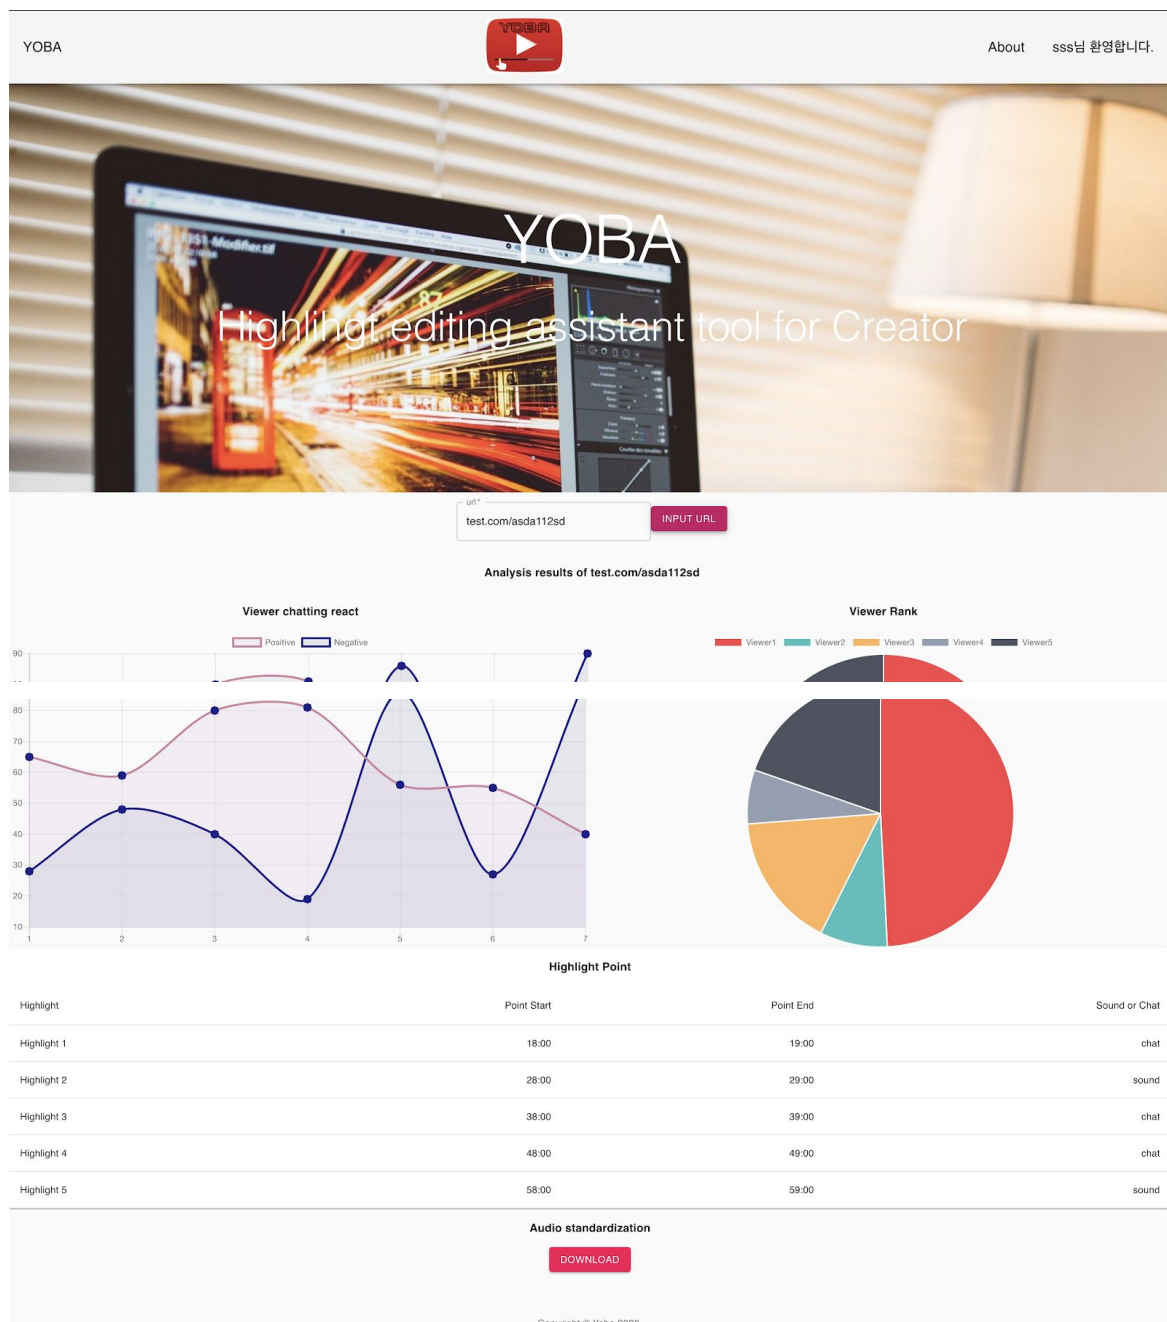 YOBA
YOBA
About
sss님 환영합니다.
Modifier.tif
87
YOBA
Highlihgt editing assistant tool for Creator
url *
test.com/asda112sd
INPUT URL
Analysis results of test.com/asda112sd
Viewer chatting react
Viewer Rank
Positive
Negative
Viewer1
Viewer2
Viewer3
Viewer4
Viewer5
90
80
70
60
50
40
30
20
10
1
2
3
4
5
6
7
Highlight Point
Highlight
Point Start
Point End
Sound or Chat
Highlight 1
18:00
19:00
chat
Highlight 2
28:00
29:00
sound
Highlight 3
38:00
39:00
chat
Highlight 4
48:00
49:00
chat
Highlight 5
58:00
59:00
sound
Audio standardization
DOWNLOAD